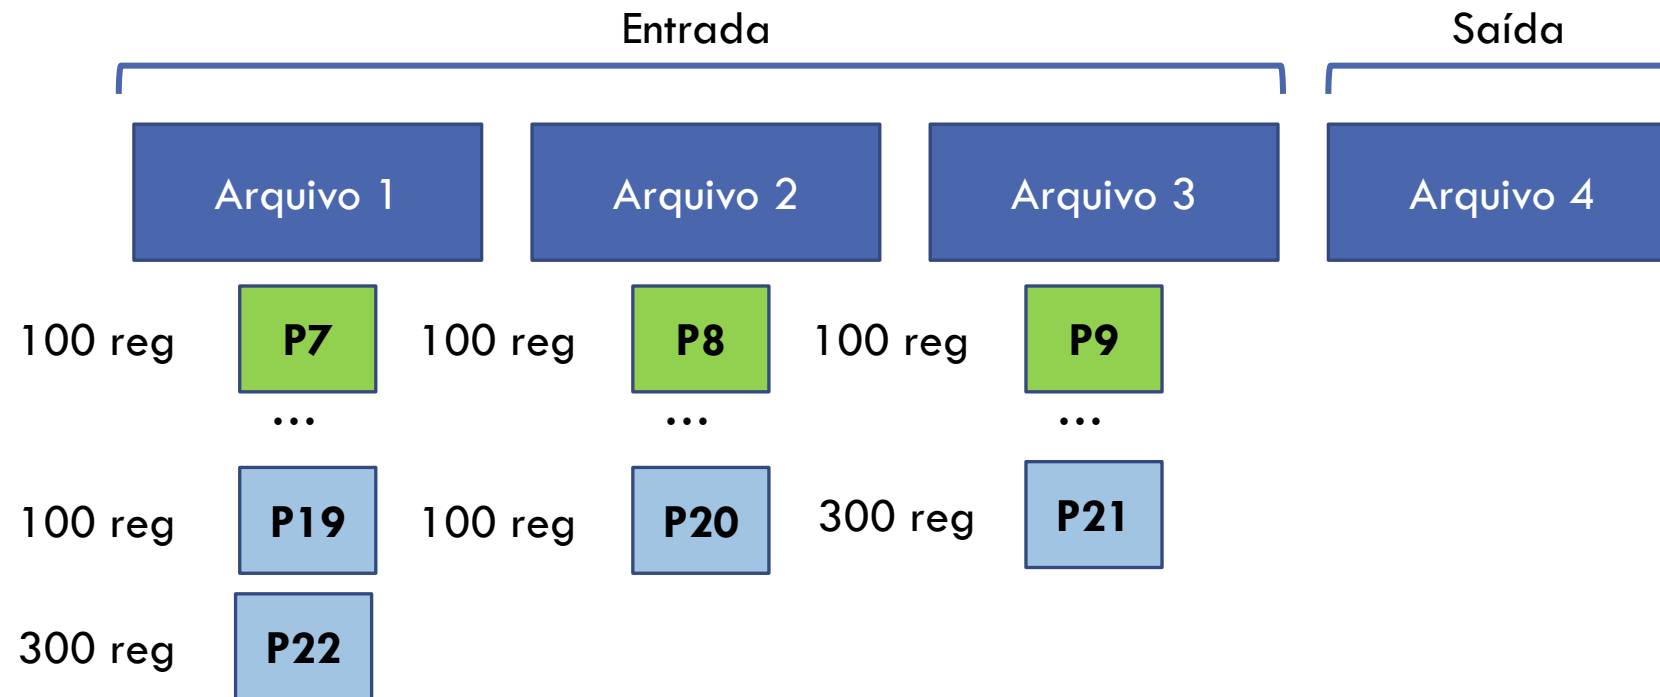 Entrada Saída
Arquivo 1 Arquivo 2 Arquivo 3 Arquivo 4
100 reg P7 100 reg P8 100 reg P9
... ... ...
100 reg P19 100 reg P20 300 reg P21
300 reg P22